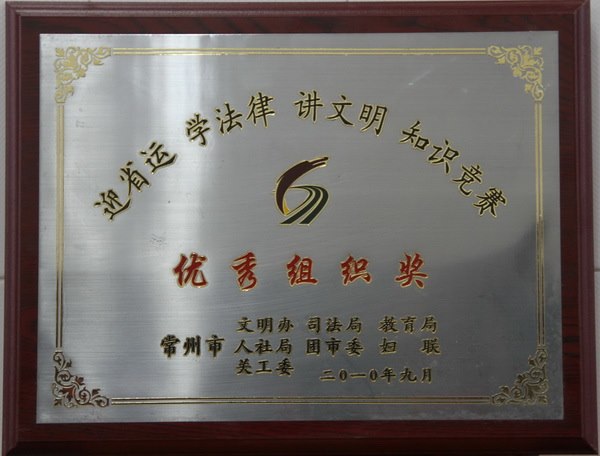 迎省运 学法律 讲文明 知识竞赛
优秀组织奖
文明办 司法局 教育局
常州市 人社局 团市委 妇联
关工委 二〇一〇年九月